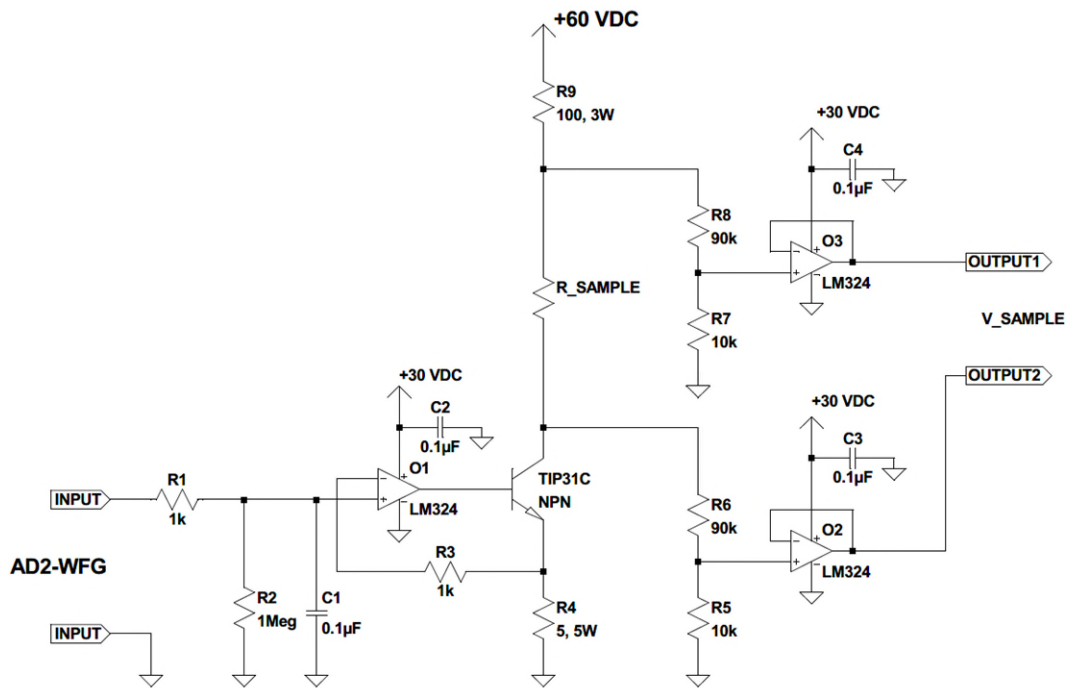 +60 VDC
R9
100, 3W
+30 VDC
C4
0.1µF
R8
90k
O3
- + + -
LM324
OUTPUT1
R_SAMPLE
R7
10k
V_SAMPLE
OUTPUT2
+30 VDC
C2
0.1µF
+30 VDC
C3
0.1µF
O1
- + + -
LM324
TIP31C
NPN
R6
90k
O2
- + + -
LM324
INPUT
R1
1k
AD2-WFG
R3
1k
R2
1Meg
C1
0.1µF
R4
5, 5W
R5
10k
INPUT